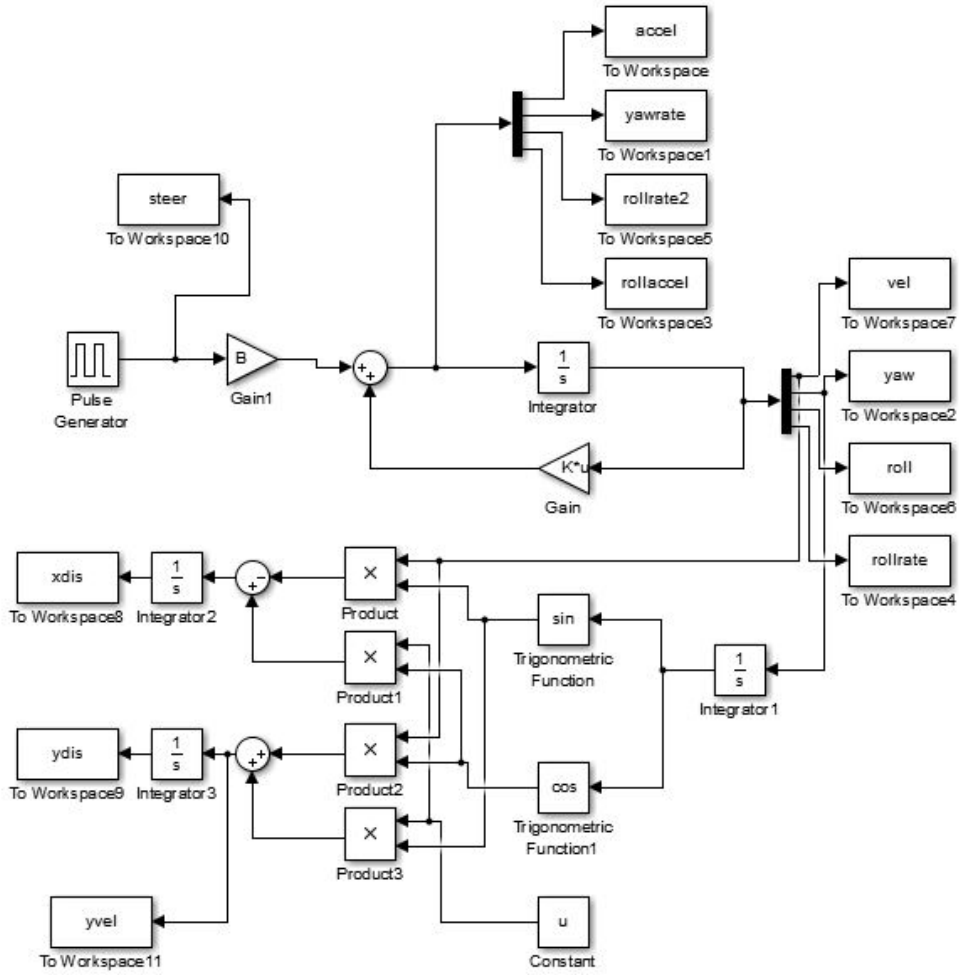 accel
To Workspace
yawrate
To Workspace1
steer
To Workspace10
rollrate2
To Workspace5
rollaccel
To Workspace3
vel
To Workspace7
Pulse
Generator
B
Gain1
+
+
1
s
Integrator
yaw
To Workspace2
K*u
Gain
roll
To Workspace6
rollrate
To Workspace4
xdis
To Workspace8
1
s
Integrator2
−
+
×
Product
sin
Trigonometric
Function
×
Product1
1
s
Integrator1
ydis
To Workspace9
1
s
Integrator3
+
+
×
Product2
cos
Trigonometric
Function1
×
Product3
yvel
To Workspace11
u
Constant